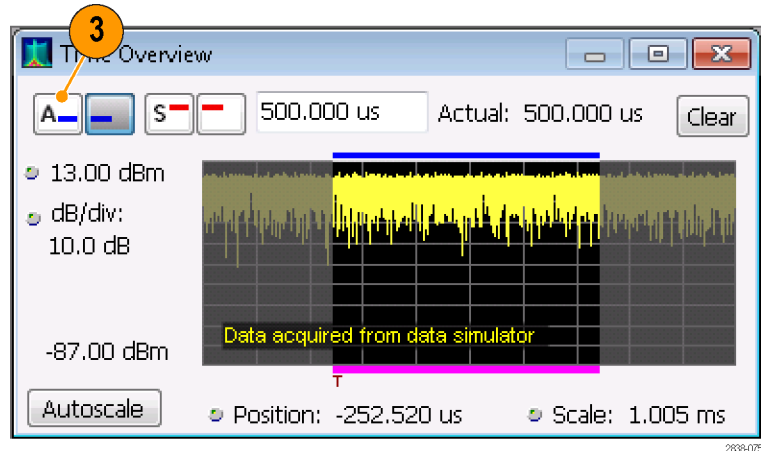 3
Time Overview
A S 500.000 us Actual: 500.000 us Clear
13.00 dBm
dB/div:
10.0 dB
Data acquired from data simulator
-87.00 dBm
T
Autoscale Position: -252.520 us Scale: 1.005 ms
2838-075